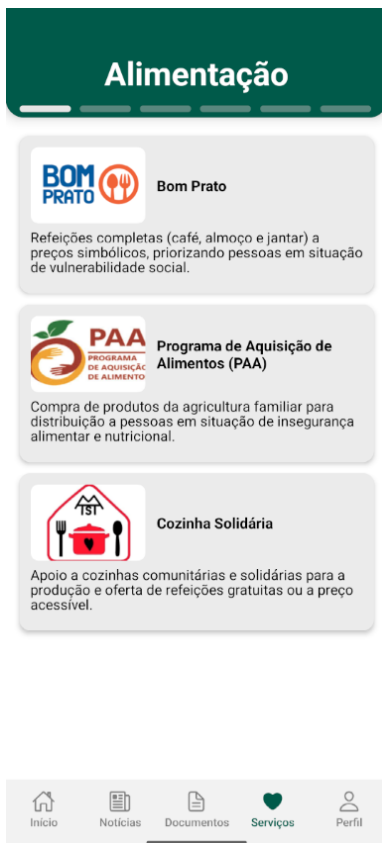 Alimentação
BOM
PRATO
Bom Prato
Refeições completas (café, almoço e jantar) a
preços simbólicos, priorizando pessoas em situação
de vulnerabilidade social.
PAA
PROGRAMA
DE AQUISIÇÃO
DE ALIMENTO
Programa de Aquisição de
Alimentos (PAA)
Compra de produtos da agricultura familiar para
distribuição a pessoas em situação de insegurança
alimentar e nutricional.
MTST
Cozinha Solidária
Apoio a cozinhas comunitárias e solidárias para a
produção e oferta de refeições gratuitas ou a preço
acessível.
Início
Notícias
Documentos
Serviços
Perfil